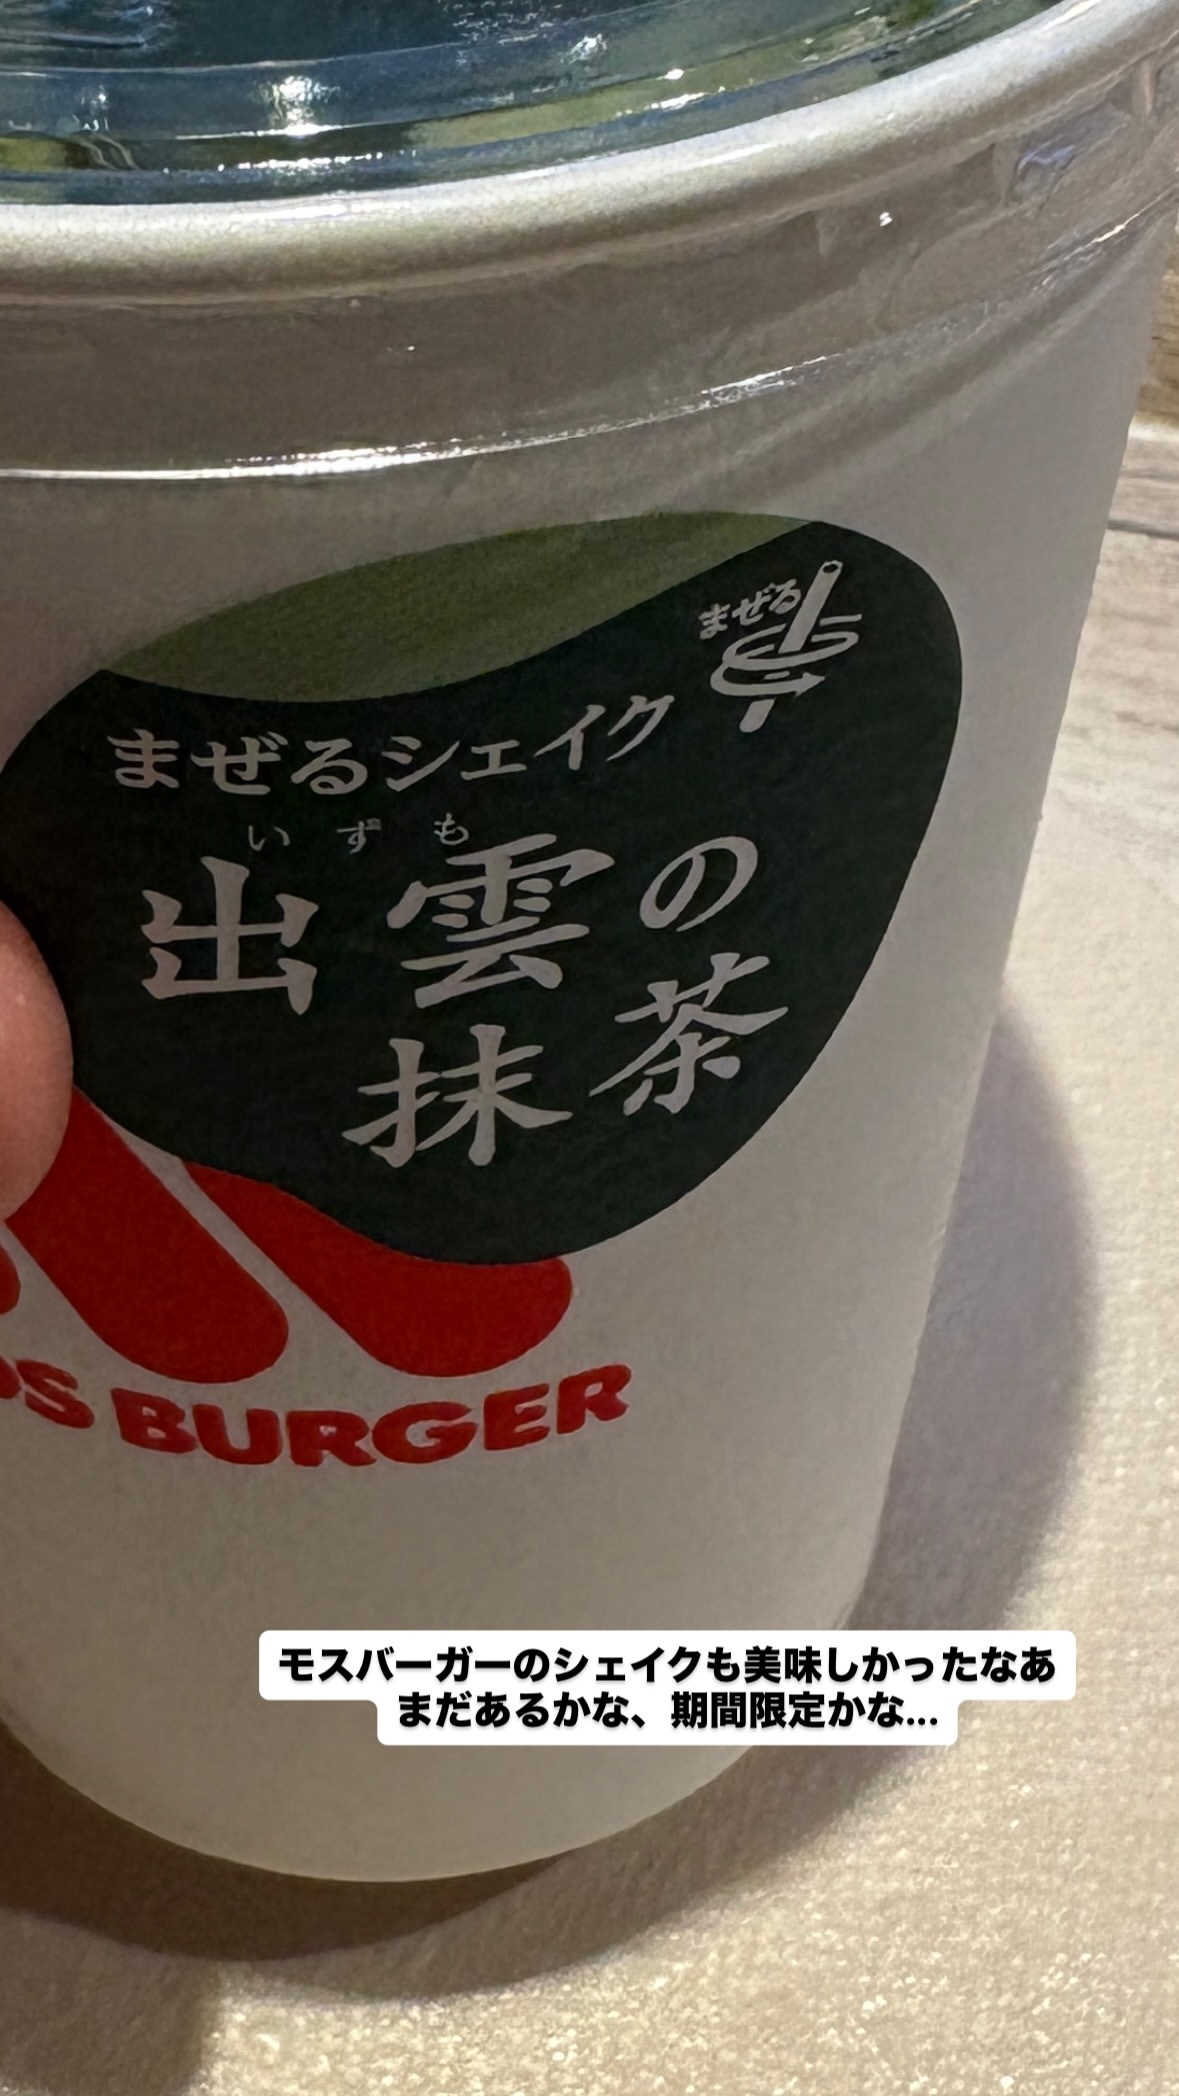 まぜる
まぜるシェイク
いずも
出雲の
抹茶
BURGER
モスバーガーのシェイクも美味しかったなあ
まだあるかな、期間限定かな...